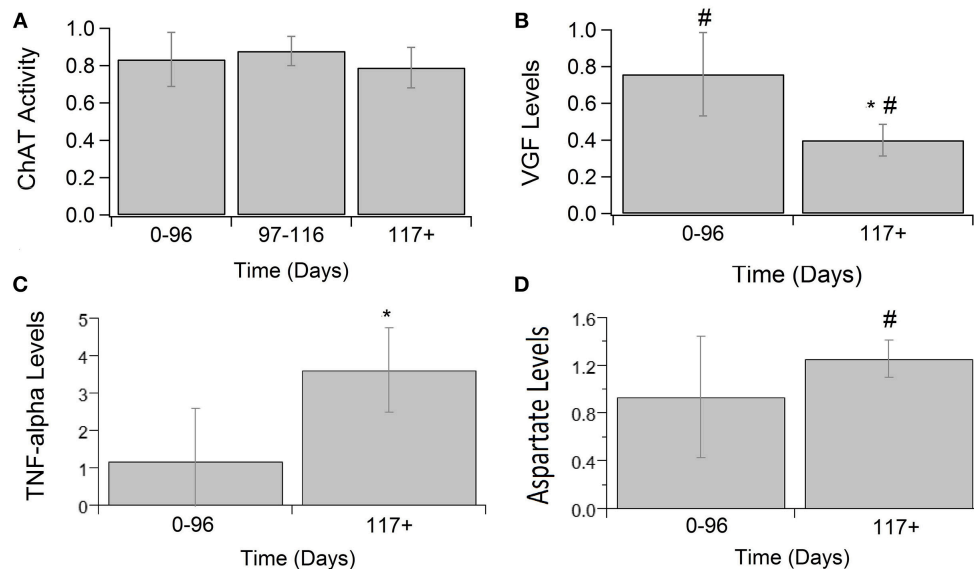 A
ChAT Activity
1.0
0.8
0.6
0.4
0.2
0.0
0-96 97-116 117+
Time (Days)
B
VGF Levels
1.0
0.8
0.6
0.4
0.2
0.0
#
* #
0-96 117+
Time (Days)
C
TNF-alpha Levels
5
4
3
2
1
0
*
0-96 117+
Time (Days)
D
Aspartate Levels
1.6
1.2
0.8
0.4
0.0
#
0-96 117+
Time (Days)